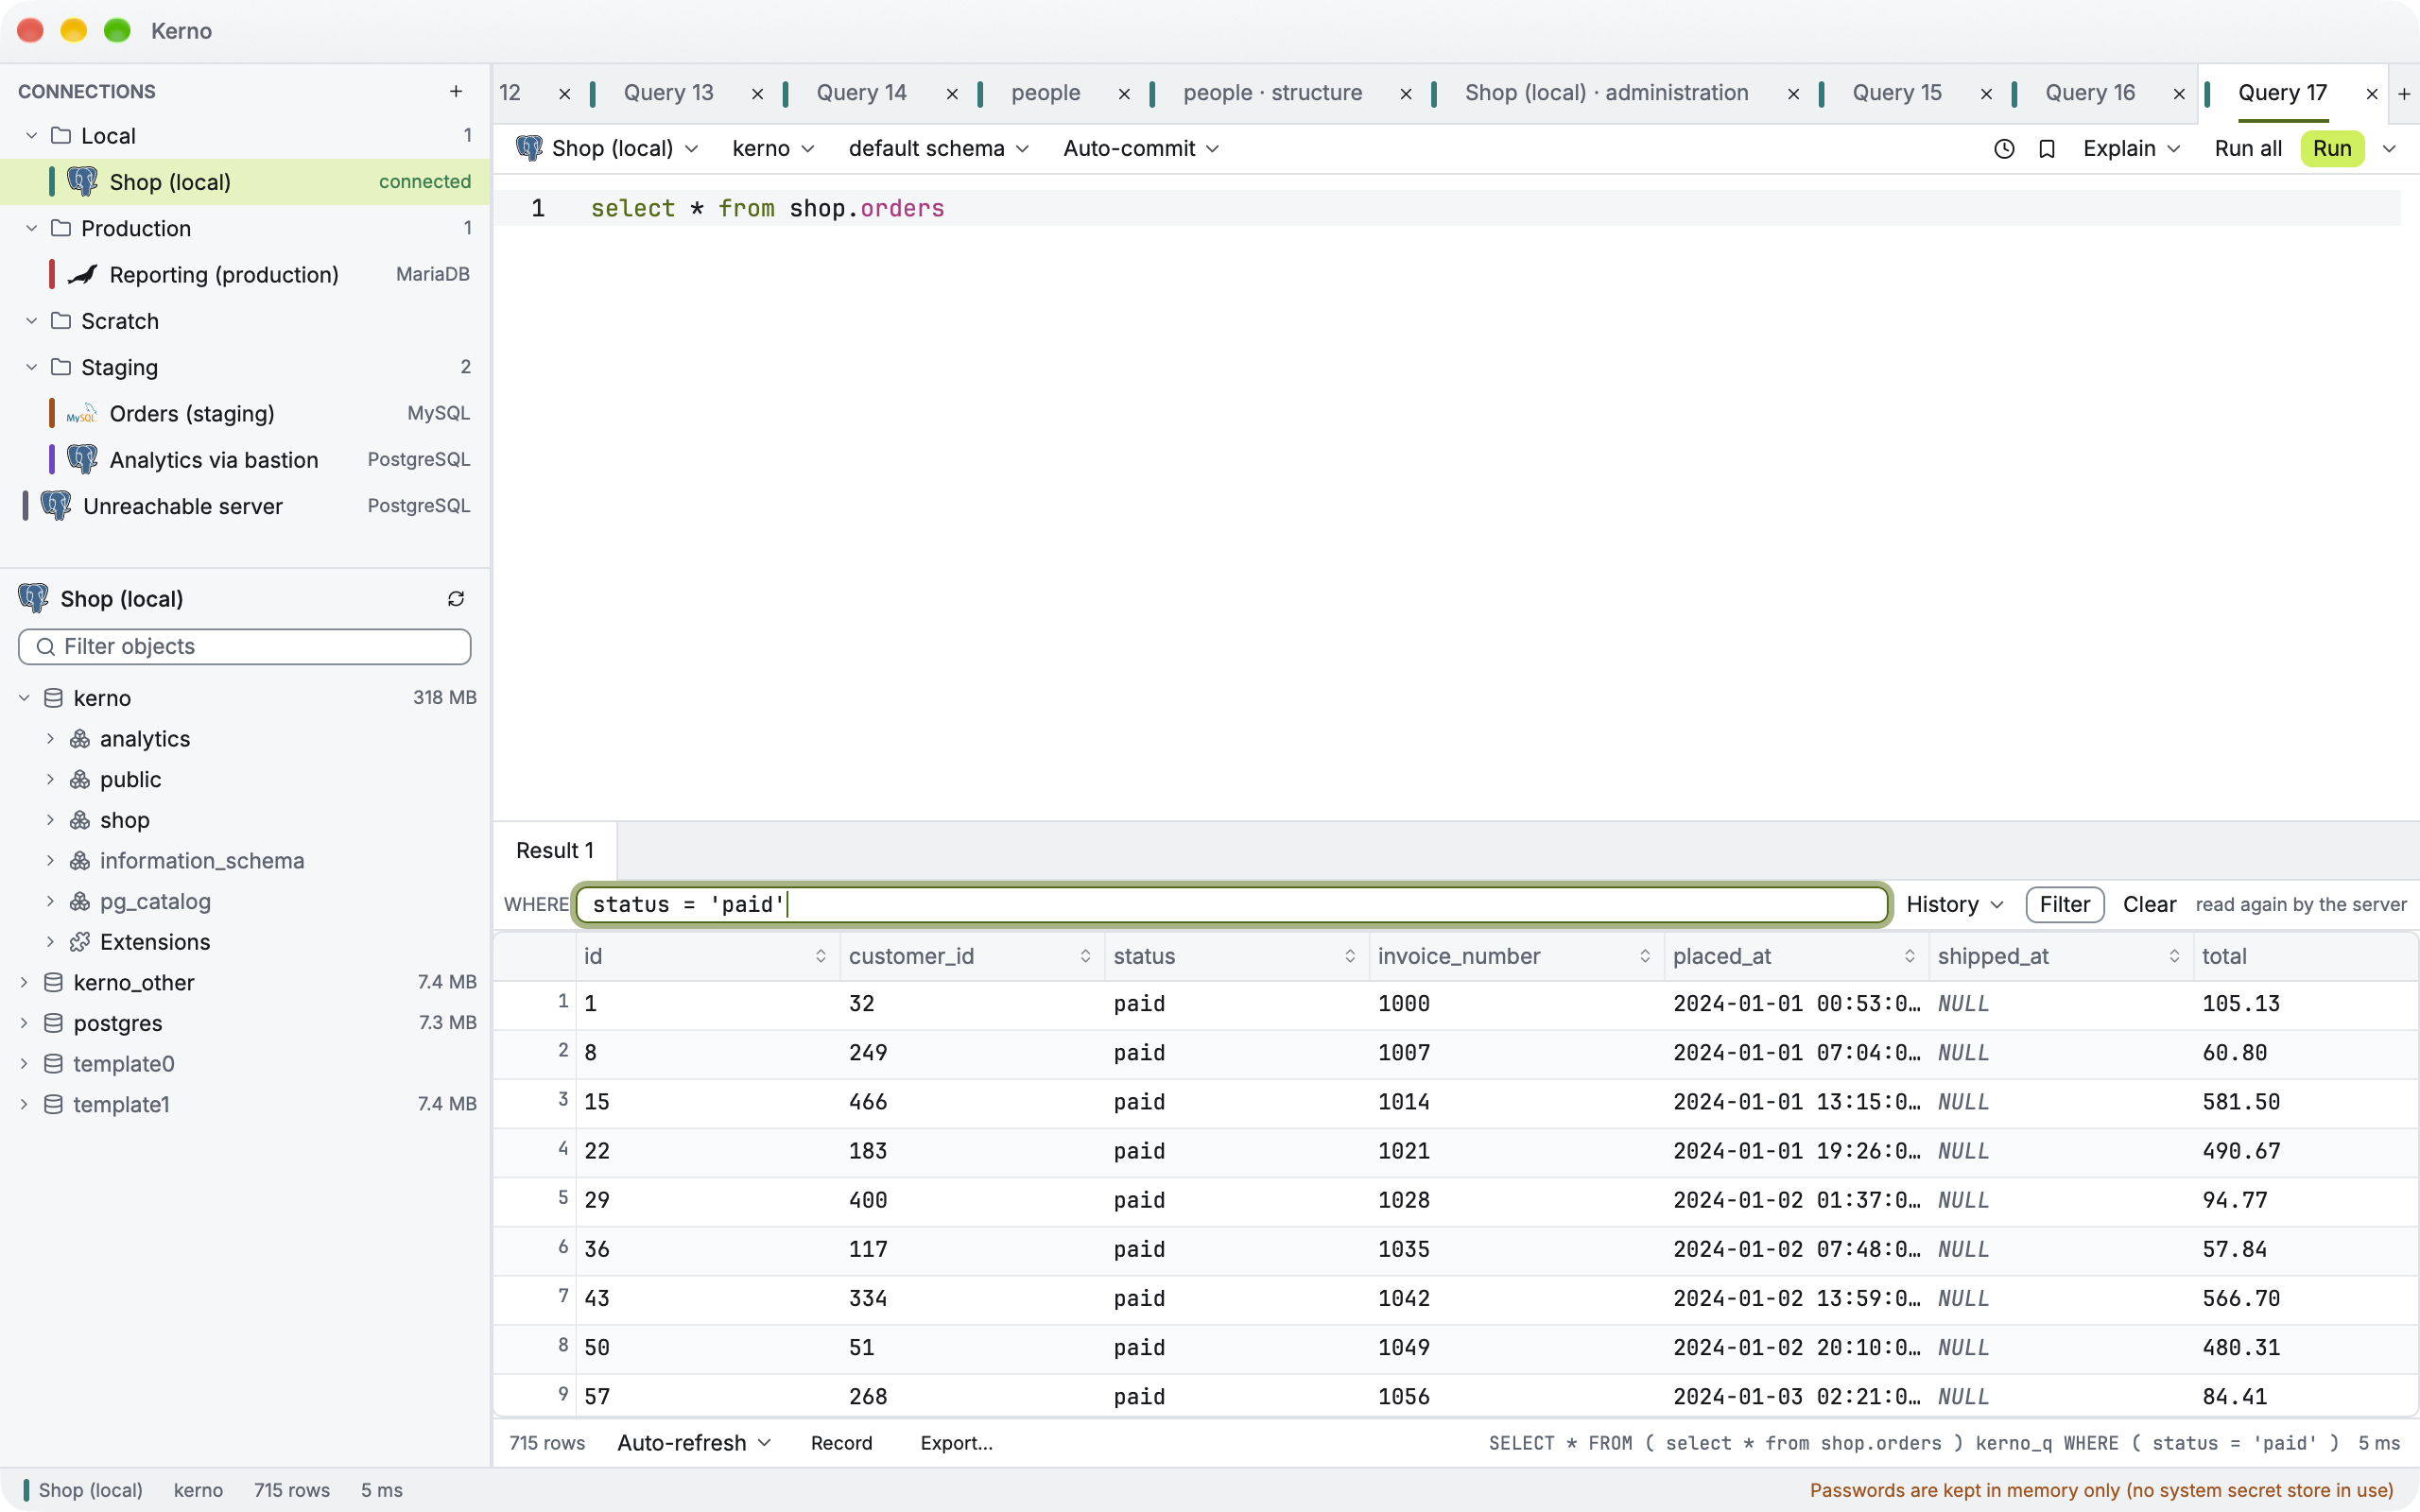 Kerno
CONNECTIONS
Local 1
Shop (local) connected
Production 1
Reporting (production) MariaDB
Scratch
Staging 2
MySQL Orders (staging) MySQL
Analytics via bastion PostgreSQL
Unreachable server PostgreSQL
Shop (local)
Filter objects
kerno 318 MB
analytics
public
shop
information_schema
pg_catalog
Extensions
kerno_other 7.4 MB
postgres 7.3 MB
template0
template1 7.4 MB
12 Query 13 Query 14 people people · structure Shop (local) · administration Query 15 Query 16 Query 17
Shop (local) kerno default schema Auto-commit Explain Run all Run
1 select * from shop.orders
Result 1
WHERE status = 'paid' History Filter Clear read again by the server
id customer_id status invoice_number placed_at shipped_at total
1 1 32 paid 1000 2024-01-01 00:53:0… NULL 105.13
2 8 249 paid 1007 2024-01-01 07:04:0… NULL 60.80
3 15 466 paid 1014 2024-01-01 13:15:0… NULL 581.50
4 22 183 paid 1021 2024-01-01 19:26:0… NULL 490.67
5 29 400 paid 1028 2024-01-02 01:37:0… NULL 94.77
6 36 117 paid 1035 2024-01-02 07:48:0… NULL 57.84
7 43 334 paid 1042 2024-01-02 13:59:0… NULL 566.70
8 50 51 paid 1049 2024-01-02 20:10:0… NULL 480.31
9 57 268 paid 1056 2024-01-03 02:21:0… NULL 84.41
715 rows Auto-refresh Record Export... SELECT * FROM ( select * from shop.orders ) kerno_q WHERE ( status = 'paid' ) 5 ms
Shop (local) kerno 715 rows 5 ms Passwords are kept in memory only (no system secret store in use)